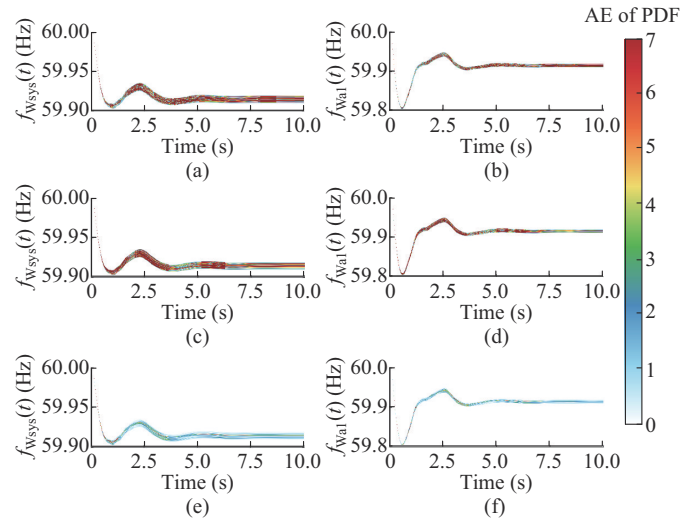 AE of PDF
7
6
5
4
3
2
1
0
f_Wsys(t) (Hz)
60.00
59.95
59.90
0 2.5 5.0 7.5 10.0
Time (s)
(a)
f_Wal(t) (Hz)
60.0
59.9
59.8
0 2.5 5.0 7.5 10.0
Time (s)
(b)
f_Wsys(t) (Hz)
60.00
59.95
59.90
0 2.5 5.0 7.5 10.0
Time (s)
(c)
f_Wal(t) (Hz)
60.0
59.9
59.8
0 2.5 5.0 7.5 10.0
Time (s)
(d)
f_Wsys(t) (Hz)
60.00
59.95
59.90
0 2.5 5.0 7.5 10.0
Time (s)
(e)
f_Wal(t) (Hz)
60.0
59.9
59.8
0 2.5 5.0 7.5 10.0
Time (s)
(f)